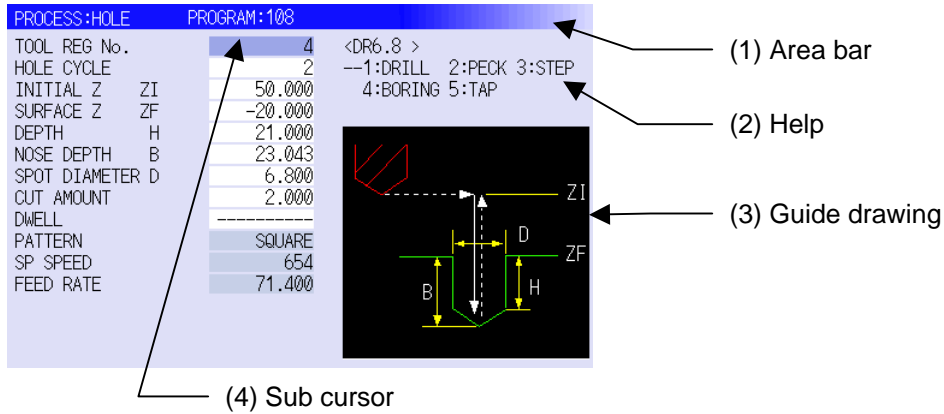 PROCESS:HOLE PROGRAM:108
TOOL REG No. 4
HOLE CYCLE 2
INITIAL Z ZI 50.000
SURFACE Z ZF -20.000
DEPTH H 21.000
NOSE DEPTH B 23.043
SPOT DIAMETER D 6.800
CUT AMOUNT 2.000
DWELL ----------
PATTERN SQUARE
SP SPEED 654
FEED RATE 71.400
<DR6.8 >
--1:DRILL 2:PECK 3:STEP
4:BORING 5:TAP
ZI
D
ZF
B
H
(1) Area bar
(2) Help
(3) Guide drawing
(4) Sub cursor